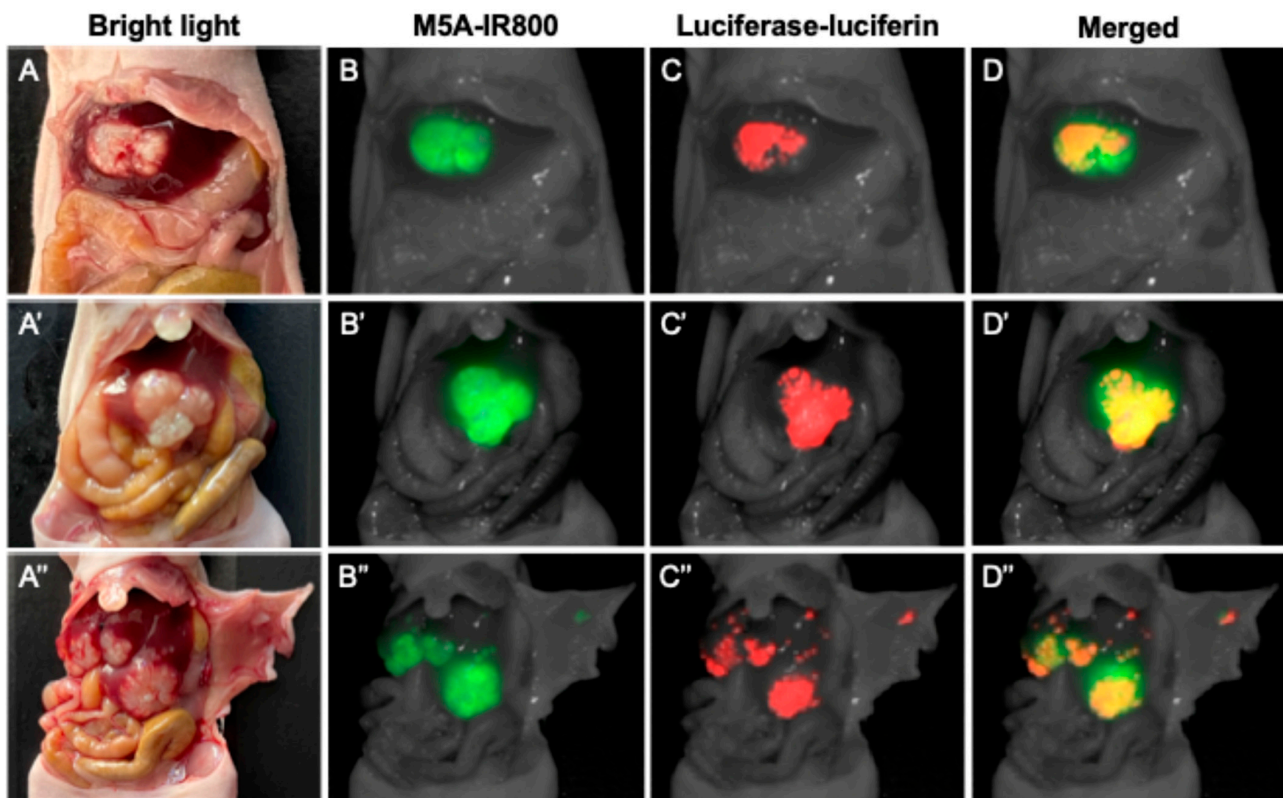 Bright light M5A-IR800 Luciferase-luciferin Merged
A B C D
A' B' C' D'
A" B" C" D"